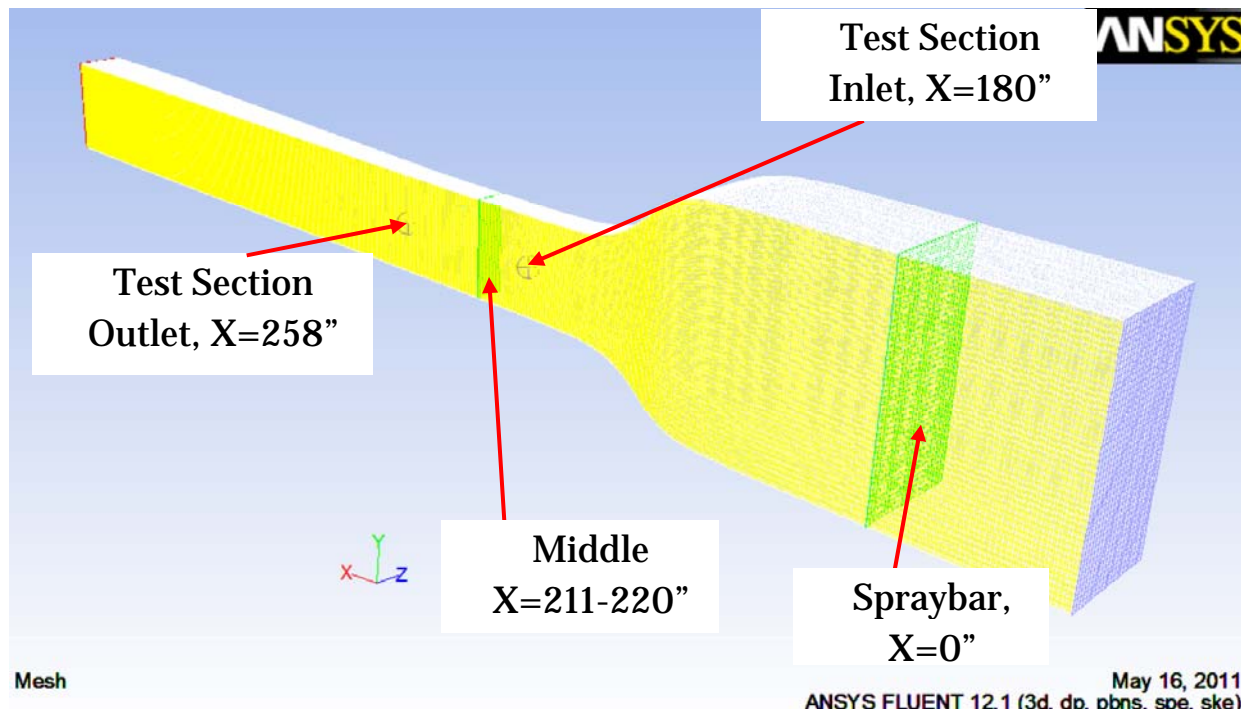 ANSYS
Test Section
Inlet, X=180”
Test Section
Outlet, X=258”
Middle
X=211-220”
Spraybar,
X=0”
Y
X
Z
Mesh
May 16, 2011
ANSYS FLUENT 12.1 (3d, dp, pbns, spe, ske)